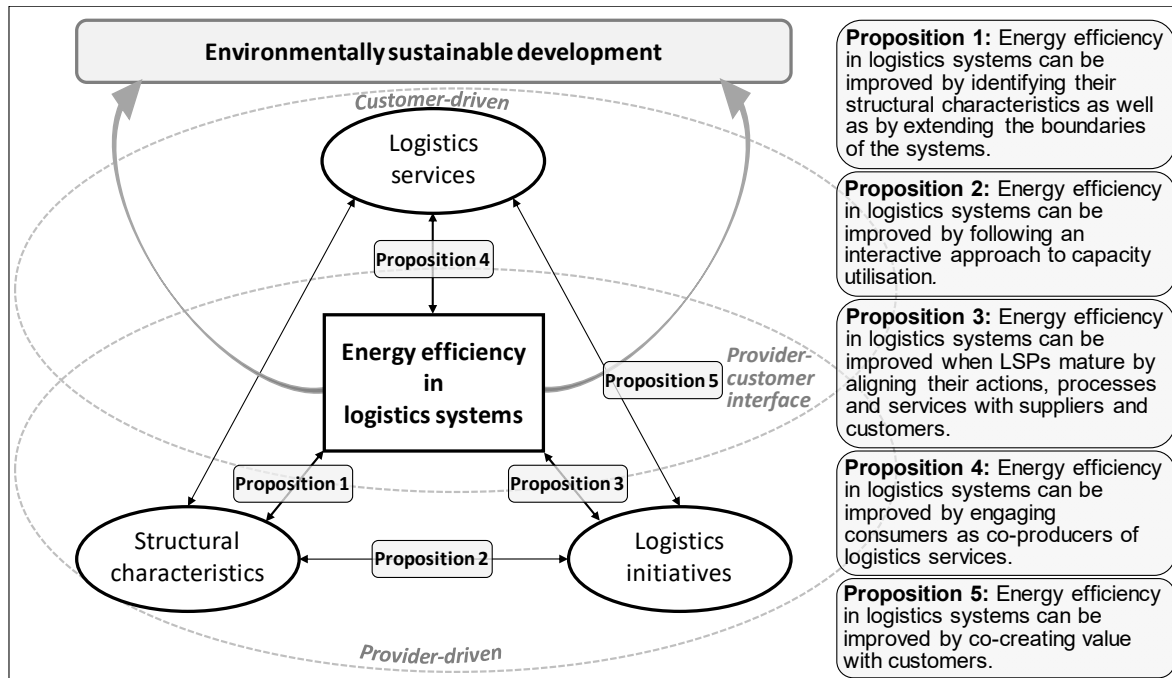 Environmentally sustainable development
Customer-driven
Logistics
services
Proposition 4
Energy efficiency
in
logistics systems
Proposition 5
Provider-
customer
interface
Proposition 1
Proposition 3
Structural
characteristics
Proposition 2
Logistics
initiatives
Provider-driven
Proposition 1: Energy efficiency
in logistics systems can be
improved by identifying their
structural characteristics as well
as by extending the boundaries
of the systems.
Proposition 2: Energy efficiency
in logistics systems can be
improved by following an
interactive approach to capacity
utilisation.
Proposition 3: Energy efficiency
in logistics systems can be
improved when LSPs mature by
aligning their actions, processes
and services with suppliers and
customers.
Proposition 4: Energy efficiency
in logistics systems can be
improved by engaging
consumers as co-producers of
logistics services.
Proposition 5: Energy efficiency
in logistics systems can be
improved by co-creating value
with customers.